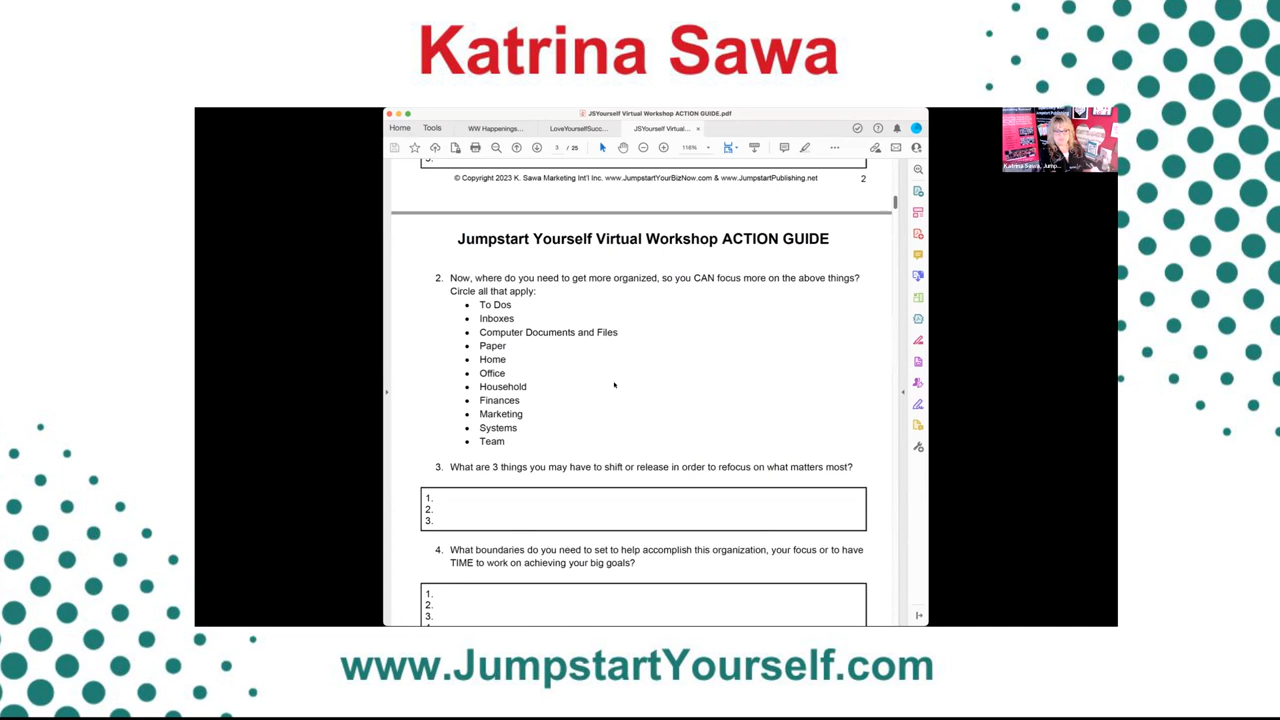 Katrina Sawa
JSYourself Virtual Workshop ACTION GUIDE.pdf
Home Tools WW Happenings... LoveYourselfSucc... JSYourself Virtual... ×
3 / 25 116%
3.
© Copyright 2023 K. Sawa Marketing Int'l Inc. www.JumpstartYourBizNow.com & www.JumpstartPublishing.net 2
Jumpstart Yourself Virtual Workshop ACTION GUIDE
2. Now, where do you need to get more organized, so you CAN focus more on the above things?
Circle all that apply:
• To Dos
• Inboxes
• Computer Documents and Files
• Paper
• Home
• Office
• Household
• Finances
• Marketing
• Systems
• Team
3. What are 3 things you may have to shift or release in order to refocus on what matters most?
1.
2.
3.
4. What boundaries do you need to set to help accomplish this organization, your focus or to have
TIME to work on achieving your big goals?
1.
2.
3.
Katrina Sawa, Jump...
www.JumpstartYourself.com